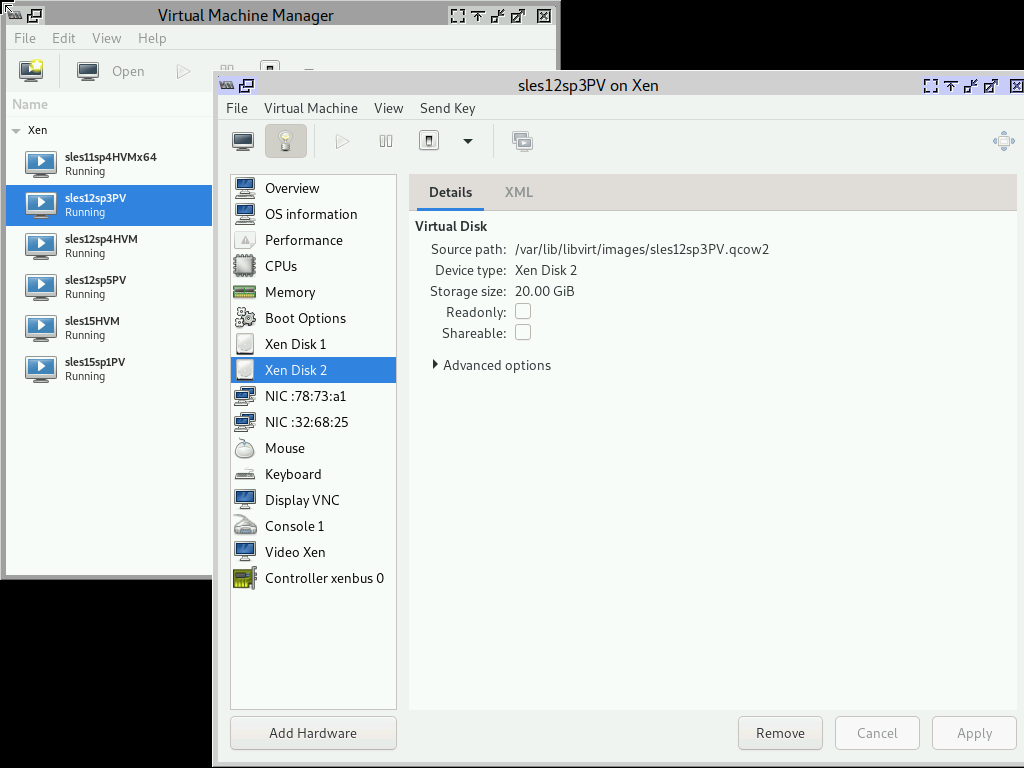 Virtual Machine Manager
File Edit View Help
Open
Name
Xen
sles11sp4HVMx64
Running
sles12sp3PV
Running
sles12sp4HVM
Running
sles12sp5PV
Running
sles15HVM
Running
sles15sp1PV
Running
sles12sp3PV on Xen
File Virtual Machine View Send Key
Overview
OS information
Performance
CPUs
Memory
Boot Options
Xen Disk 1
Xen Disk 2
NIC :78:73:a1
NIC :32:68:25
Mouse
Keyboard
Display VNC
Console 1
Video Xen
Controller xenbus 0
Add Hardware
Details XML
Virtual Disk
Source path: /var/lib/libvirt/images/sles12sp3PV.qcow2
Device type: Xen Disk 2
Storage size: 20.00 GiB
Readonly:
Shareable:
Advanced options
Remove Cancel Apply